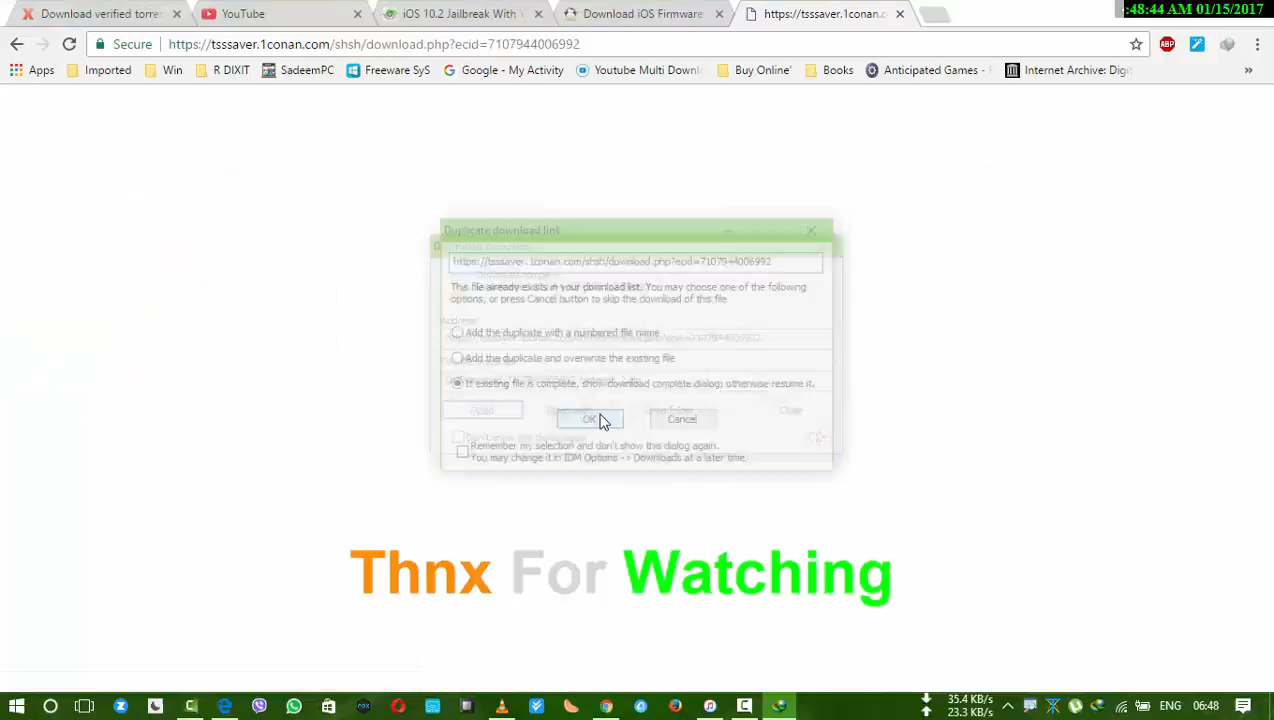 Download verified torre
YouTube
iOS 10.2 Jailbreak With
Download iOS Firmware
https://tsssaver.1conan.c
:48:44 AM 01/15/2017
Secure
https://tsssaver.1conan.com/shsh/download.php?ecid=7107944006992
ABP
Apps
Imported
Win
R DIXIT
SadeemPC
Freeware SyS
Google - My Activity
Youtube Multi Downl
Buy Online'
Books
Anticipated Games -
Internet Archive: Digit
Duplicate download link
https://tsssaver.1conan.com/shsh/download.php?ecid=7107944006992
This file already exists in your download list. You may choose one of the following
options, or press Cancel button to skip the download of this file
Address
Add the duplicate with a numbered file name
Add the duplicate and overwrite the existing file
If existing file is complete, show download complete dialog; otherwise resume it.
Open
Close
OK
Cancel
Remember my selection and don't show this dialog again.
You may change it in IDM Options -> Downloads at a later time.
Thnx For Watching
35.4 KB/s
23.3 KB/s
ENG
06:48